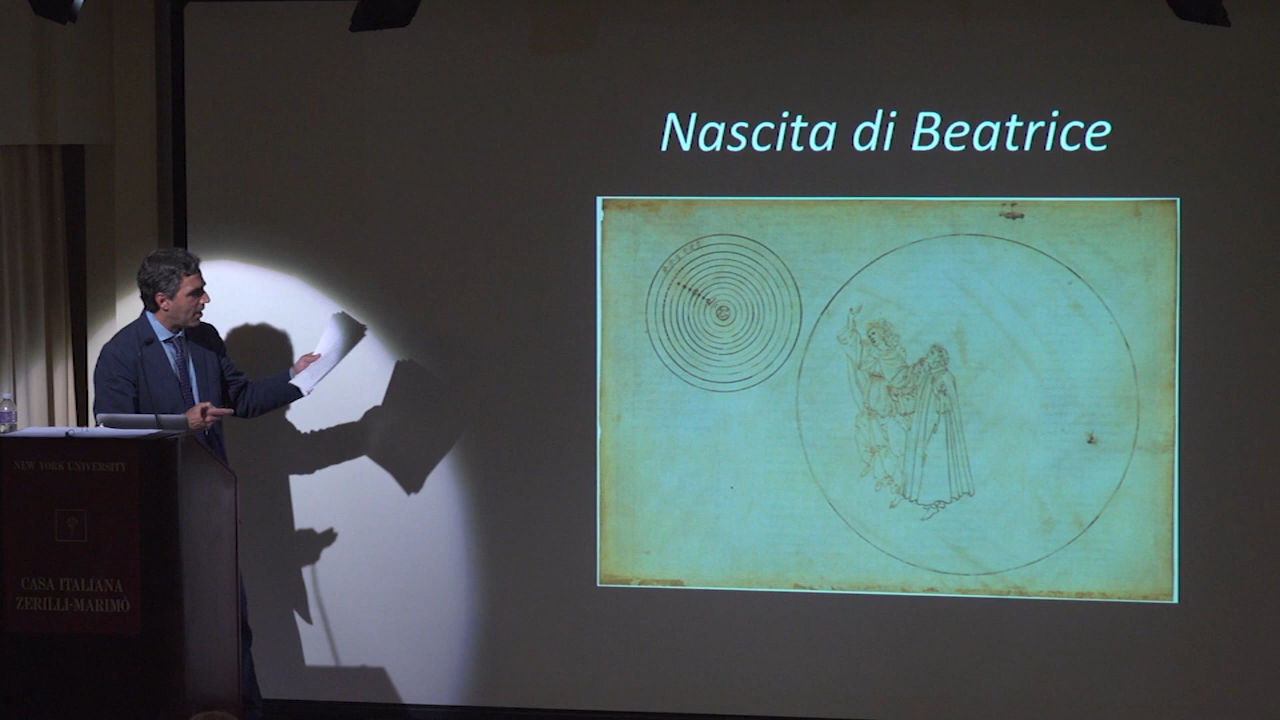 Nascita di Beatrice
NEW YORK UNIVERSITY
CASA ITALIANA
ZERILLI-MARIMÒ